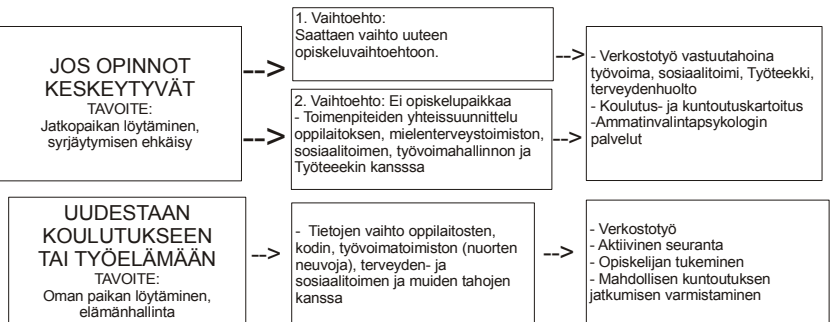 JOS OPINNOT
KESKEYTYVÄT
TAVOITE:
Jatkopaikan löytäminen,
syrjäytymisen ehkäisy
-->
-->
1. Vaihtoehto:
Saattaen vaihto uuteen
opiskeluvaihtoehtoon.
2. Vaihtoehto: Ei opiskelupaikkaa
- Toimenpiteiden yhteissuunnittelu
oppilaitoksen, mielenterveystoimiston,
sosiaalitoimen, työvoimahallinnon ja
Työteeekin kansssa
-->
-->
- Verkostotyö vastuutahoina
työvoima, sosiaalitoimi, Työteekki,
terveydenhuolto
- Koulutus- ja kuntoutuskartoitus
-Ammatinvalintapsykologin
palvelut
UUDESTAAN
KOULUTUKSEEN
TAI TYÖELÄMÄÄN
TAVOITE:
Oman paikan löytäminen,
elämänhallinta
-->
- Tietojen vaihto oppilaitosten,
kodin, työvoimatoimiston (nuorten
neuvoja), terveyden- ja
sosiaalitoimen ja muiden tahojen
kanssa
-->
- Verkostotyö
- Aktiivinen seuranta
- Opiskelijan tukeminen
- Mahdollisen kuntoutuksen
jatkumisen varmistaminen